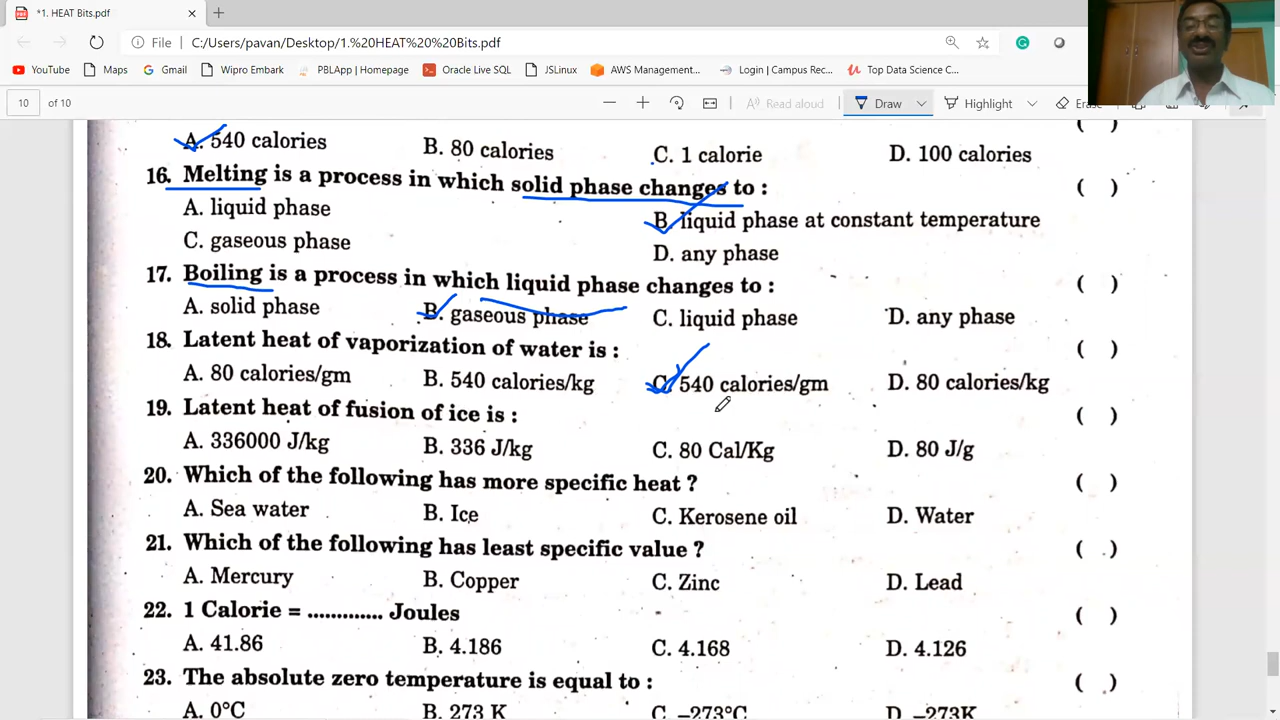 *1. HEAT Bits.pdf
File C:/Users/pavan/Desktop/1.%20HEAT%20%20Bits.pdf
YouTube Maps Gmail Wipro Embark PBLApp | Homepage Oracle Live SQL JSLinux AWS Management... Login | Campus Rec... Top Data Science C...
10 of 10 Read aloud Draw Highlight Erase
A. 540 calories B. 80 calories C. 1 calorie D. 100 calories ( )
16. Melting is a process in which solid phase changes to : ( )
A. liquid phase B. liquid phase at constant temperature
C. gaseous phase D. any phase
17. Boiling is a process in which liquid phase changes to : ( )
A. solid phase B. gaseous phase C. liquid phase D. any phase
18. Latent heat of vaporization of water is : ( )
A. 80 calories/gm B. 540 calories/kg C. 540 calories/gm D. 80 calories/kg
19. Latent heat of fusion of ice is : ( )
A. 336000 J/kg B. 336 J/kg C. 80 Cal/Kg D. 80 J/g
20. Which of the following has more specific heat ? ( )
A. Sea water B. Ice C. Kerosene oil D. Water
21. Which of the following has least specific value ? ( )
A. Mercury B. Copper C. Zinc D. Lead
22. 1 Calorie = ............. Joules ( )
A. 41.86 B. 4.186 C. 4.168 D. 4.126
23. The absolute zero temperature is equal to : ( )
A. 0°C B. 273 K C. –273°C D. –273K